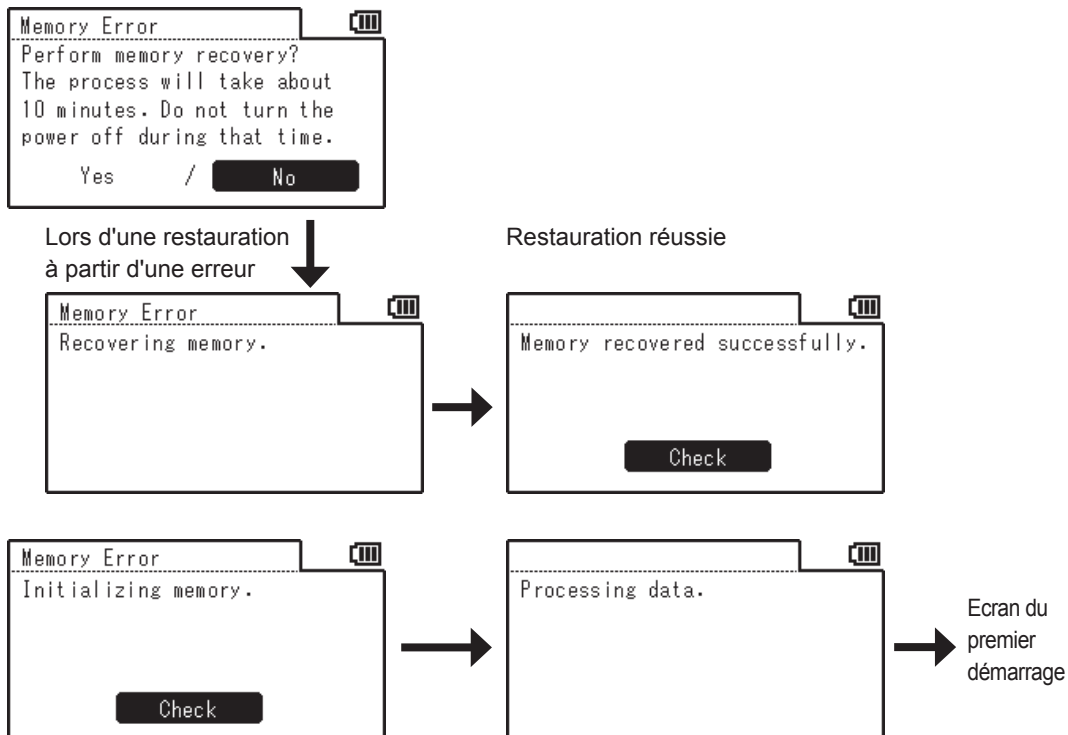 Memory Error
Perform memory recovery?
The process will take about
10 minutes. Do not turn the
power off during that time.
Yes / No
Lors d'une restauration
à partir d'une erreur
Restauration réussie
Memory Error
Recovering memory.
Memory recovered successfully.
Check
Memory Error
Initializing memory.
Check
Processing data.
Ecran du
premier
démarrage